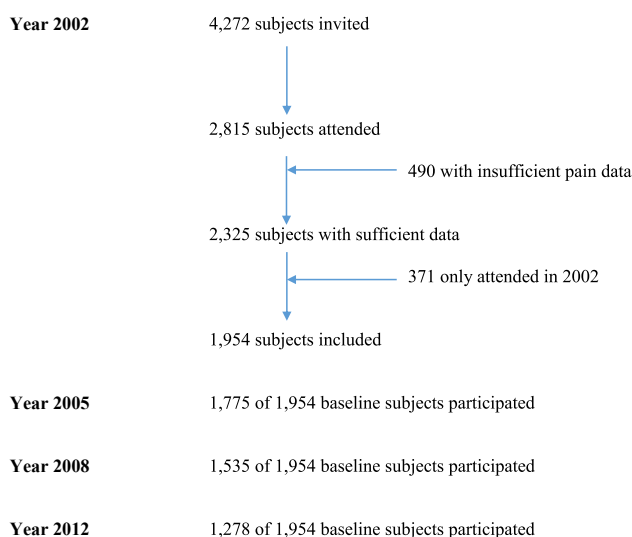 Year 2002 4,272 subjects invited
2,815 subjects attended
490 with insufficient pain data
2,325 subjects with sufficient data
371 only attended in 2002
1,954 subjects included
Year 2005 1,775 of 1,954 baseline subjects participated
Year 2008 1,535 of 1,954 baseline subjects participated
Year 2012 1,278 of 1,954 baseline subjects participated